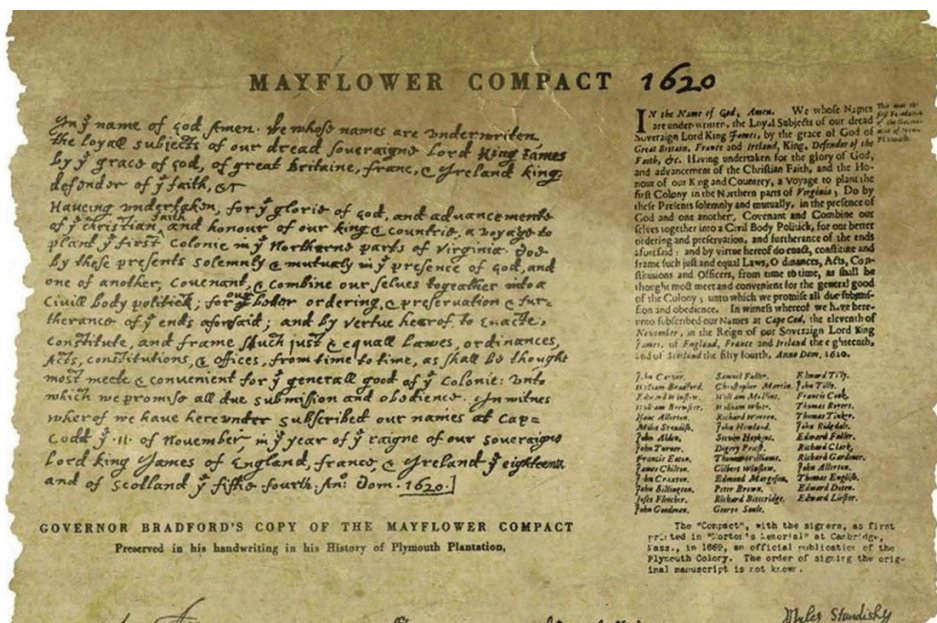 MAYFLOWER COMPACT 1620
In yͤ name of god Amen. We whose names are underwriten
the loyall subjects of our dread soveraigne Lord King James
by yͤ grace of god, of great Britaine, franc, & Yreland king,
defender of yͤ faith, &c
Haveing undertaken, for yͤ glorie of god, and advancemente
of yͤ christian faith and honour of our king & countrie, a voyage to
plant yͤ first colonie in yͤ Northerne parts of Virginia. doe
by these presents solemnly & mutualy in yͤ presence of god, and
one of another, covenant, & combine our selves togeather into a
Civill body politick; for our better ordering, & preservation & fur=
therance of yͤ ends aforsaid; and by vertue hearof to Enacte,
Constitute, and frame such just & equall Lawes, ordinances,
Acts, constitutions, & offices, from time to time, as shall be thought
most meete & convenient for yͤ generall good of yͤ Colonie: Unto
which we promise all due submission and obedience. In witnes
wherof we have hereunder subscribed our names at Cap=
Codd yͤ .11. of November, in yͤ year of yͤ raigne of our soveraigne
Lord king James of England, france, & Yreland yͤ eighteenth
and of Scotland yͤ fiftie fourth. An: Dom. 1620.]
GOVERNOR BRADFORD'S COPY OF THE MAYFLOWER COMPACT
Preserved in his handwriting in his History of Plymouth Plantation,
IN the Name of God, Amen. We whose Names
are under-written, the Loyal Subjects of our dread
Soveraign Lord King James, by the grace of God of
Great Britain, France and Ireland, King, Defender of the
Faith, &c. Having undertaken for the glory of God,
and advancement of the Christian Faith, and the Ho-
nour of our King and Countrey, a Voyage to plant the
first Colony in the Northern parts of Virginia; Do by
these Presents solemnly and mutually, in the presence of
God and one another, Covenant and Combine our
selves together into a Civil Body Politick, for our better
ordering and preservation, and furtherance of the ends
aforesaid: and by virtue hereof do enact, constitute and
frame such just and equal Laws, Ordinances, Acts, Con-
stitutions and Officers, from time to time, as shall be
thought most meet and convenient for the general good
of the Colony; unto which we promise all due submis-
sion and obedience. In witness whereof we have here-
unto subscribed our Names at Cape Cod, the eleventh of
November, in the Reign of our Soveraign Lord King
James, of England, France and Ireland the eighteenth,
and of Scotland the fifty fourth, Anno Dom. 1620.
This was the
first Foundation
of the Govern-
ment of New-
Plimouth
John Carver. Samuel Fuller. Edward Tilly.
William Bradford. Christopher Martin. John Tilly.
Edward Winslow. William Mullins. Francis Cook.
William Brewster. William White. Thomas Rogers.
Isaac Allerton. Richard Warren. Thomas Tinker.
Miles Standish. John Howland. John Ridgdale.
John Alden. Steven Hopkins. Edward Fuller.
John Turner. Digery Priest. Richard Clark.
Francis Eaton. Thomas Williams. Richard Gardiner.
James Chilton. Gilbert Winslow. John Allerton.
John Craxton. Edmund Margeson. Thomas English.
John Billington. Peter Brown. Edward Doten.
Joses Fletcher. Richard Bitteridge. Edward Liester.
John Goodman. George Soule.
The "Compact", with the signers, as first
printed in "Morton's Memorial" at Cambridge,
Mass., in 1669, an official publication of the
Plymouth Colony. The order of signing the orig-
inal manuscript is not known.
Myles Standish